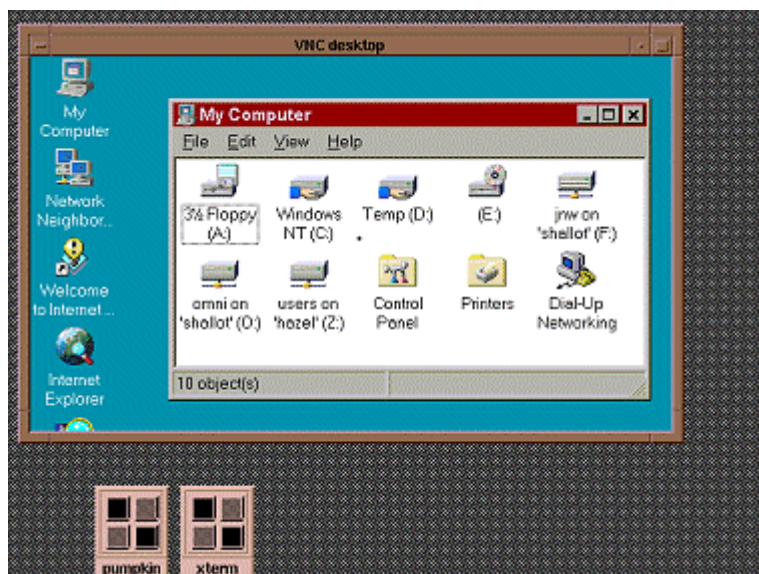 VNC desktop
My
Computer
Network
Neighbor...
Welcome
to Internet ...
Internet
Explorer
My Computer
File Edit View Help
3½ Floppy
(A:)
Windows
NT (C:)
Temp (D:)
(E:)
jnw on
'shallot' (F:)
omni on
'shallot' (O:)
users on
'hazel' (Z:)
Control
Panel
Printers
Dial-Up
Networking
10 object(s)
pumpkin
xterm